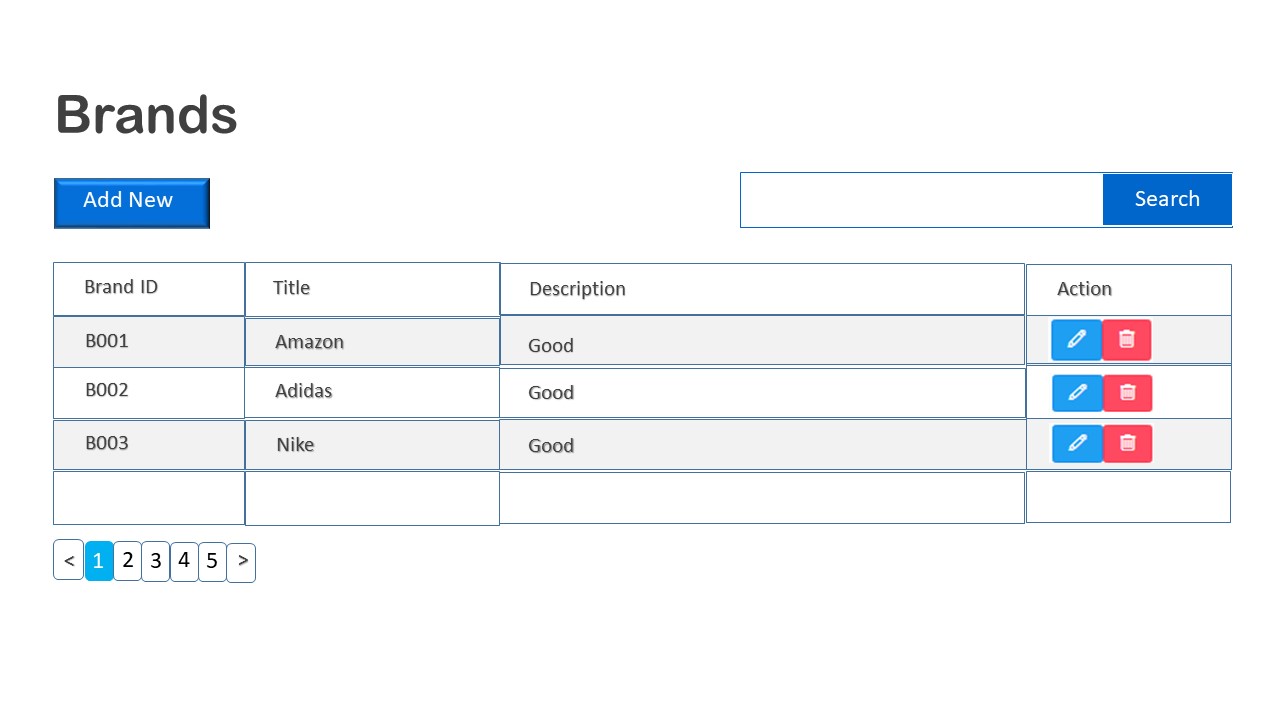 Brands
Add New
Search
Brand ID Title Description Action
B001 Amazon Good
B002 Adidas Good
B003 Nike Good
< 1 2 3 4 5 >